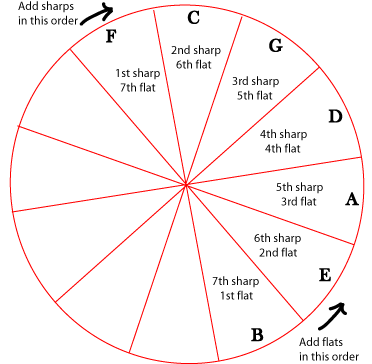 Add sharps
in this order
F
1st sharp
7th flat
C
2nd sharp
6th flat
G
3rd sharp
5th flat
D
4th sharp
4th flat
A
5th sharp
3rd flat
E
6th sharp
2nd flat
B
7th sharp
1st flat
Add flats
in this order